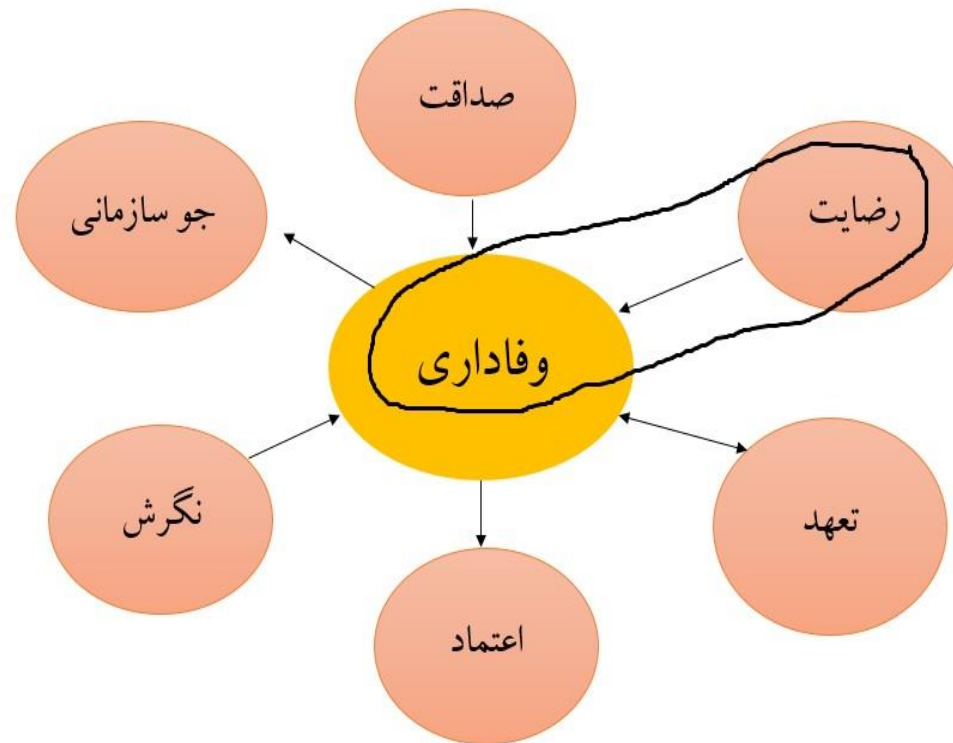 صداقت
رضایت
جو سازمانی
وفاداری
نگرش
تعهد
اعتماد